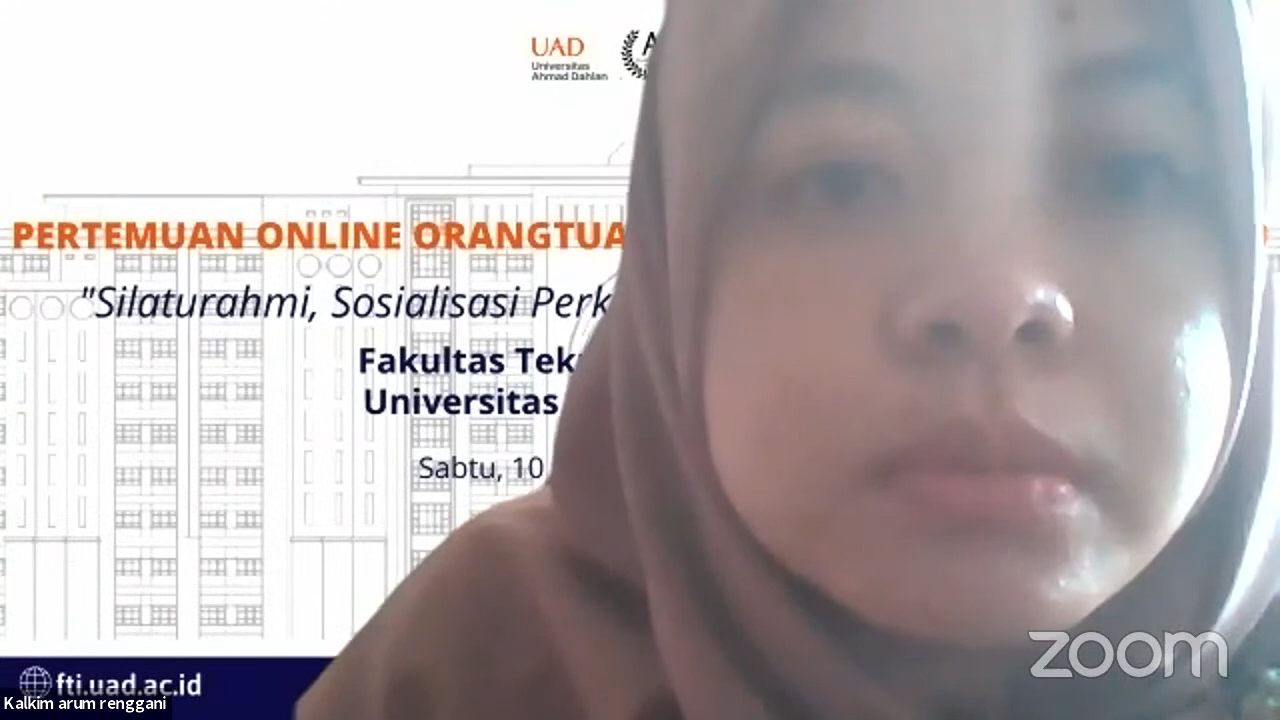 UAD
Universitas
Ahmad Dahlan
PERTEMUAN ONLINE ORANGTUA
"Silaturahmi, Sosialisasi Perk
Fakultas Tek
Universitas
Sabtu, 10
zoom
fti.uad.ac.id
Kalkim arum renggani